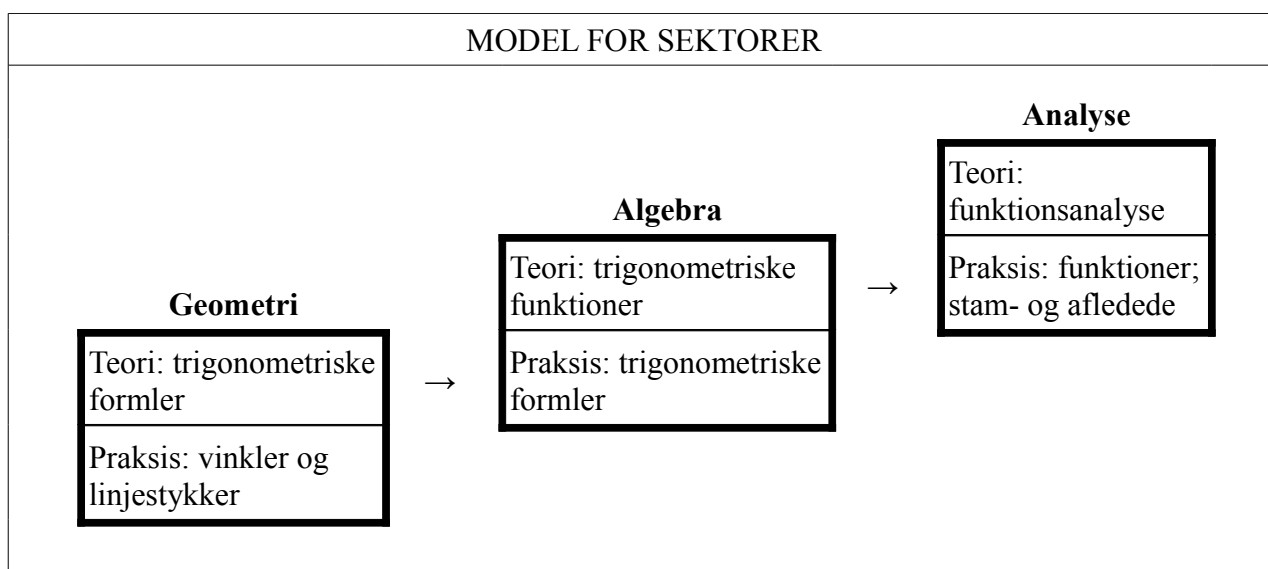 MODEL FOR SEKTORER
Geometri
Teori: trigonometriske
formler
Praksis: vinkler og
linjestykker
→
Algebra
Teori: trigonometriske
funktioner
Praksis: trigonometriske
formler
→
Analyse
Teori:
funktionsanalyse
Praksis: funktioner;
stam- og afledede